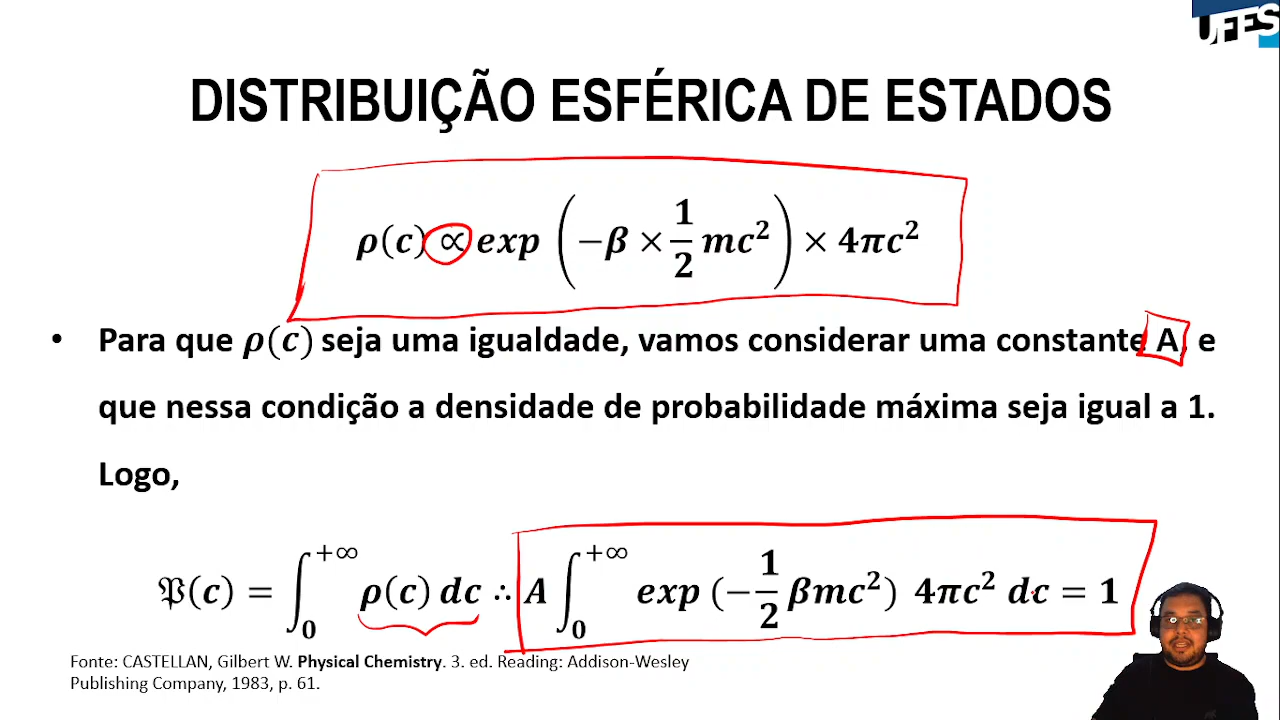 UFES
DISTRIBUIÇÃO ESFÉRICA DE ESTADOS
ρ(c) ∝ exp (−β × 1/2 mc²) × 4πc²
• Para que ρ(c) seja uma igualdade, vamos considerar uma constante A, e
que nessa condição a densidade de probabilidade máxima seja igual a 1.
Logo,
𝔓(c) = ∫₀^{+∞} ρ(c) dc ∴ A ∫₀^{+∞} exp (−1/2 βmc²) 4πc² dc = 1
Fonte: CASTELLAN, Gilbert W. Physical Chemistry. 3. ed. Reading: Addison-Wesley
Publishing Company, 1983, p. 61.